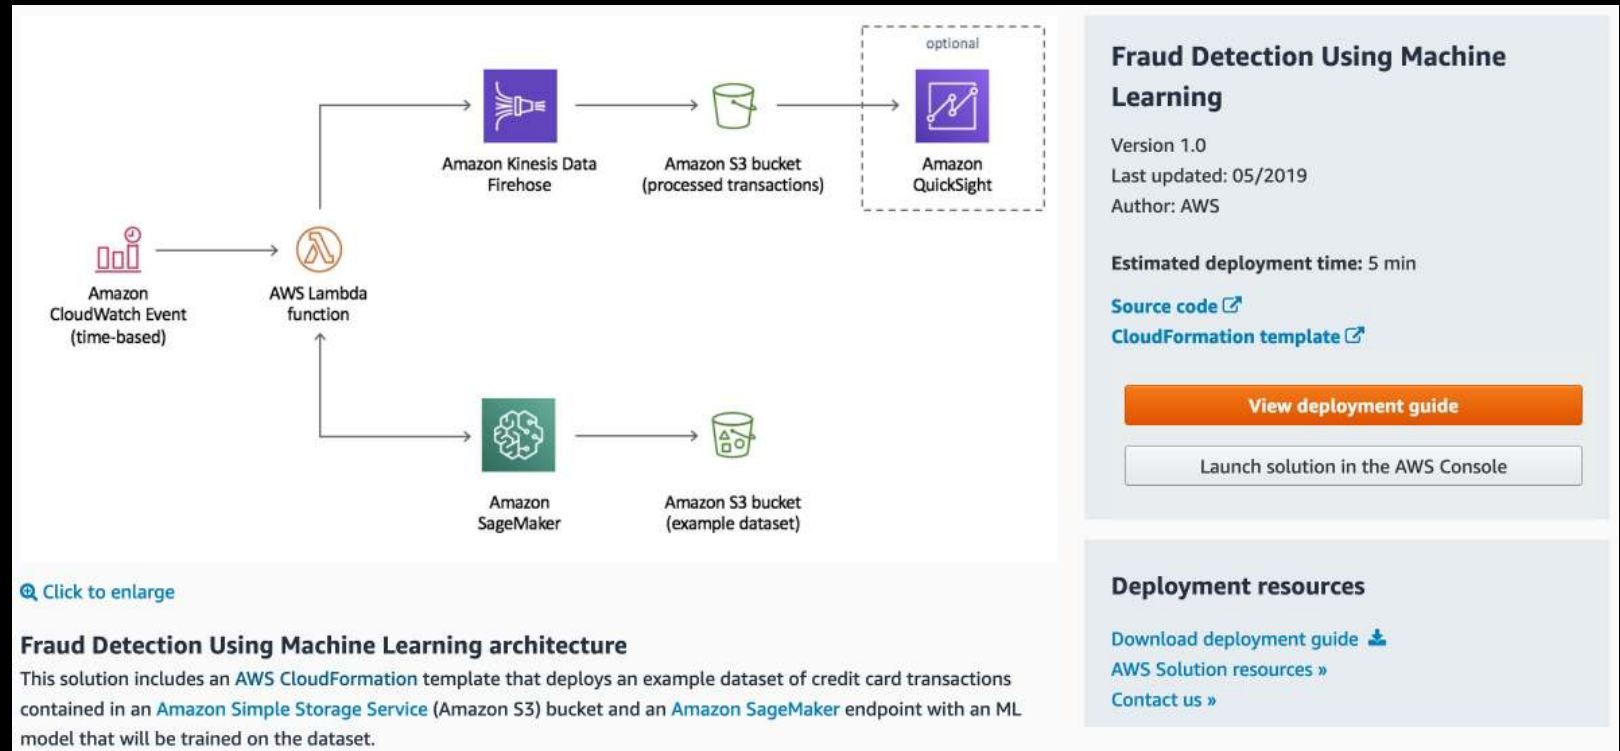 optional
Amazon Kinesis Data
Firehose
Amazon S3 bucket
(processed transactions)
Amazon
QuickSight
Amazon
CloudWatch Event
(time-based)
AWS Lambda
function
Amazon
SageMaker
Amazon S3 bucket
(example dataset)
Click to enlarge
Fraud Detection Using Machine Learning architecture
This solution includes an AWS CloudFormation template that deploys an example dataset of credit card transactions
contained in an Amazon Simple Storage Service (Amazon S3) bucket and an Amazon SageMaker endpoint with an ML
model that will be trained on the dataset.
Fraud Detection Using Machine
Learning
Version 1.0
Last updated: 05/2019
Author: AWS
Estimated deployment time: 5 min
Source code
CloudFormation template
View deployment guide
Launch solution in the AWS Console
Deployment resources
Download deployment guide
AWS Solution resources »
Contact us »